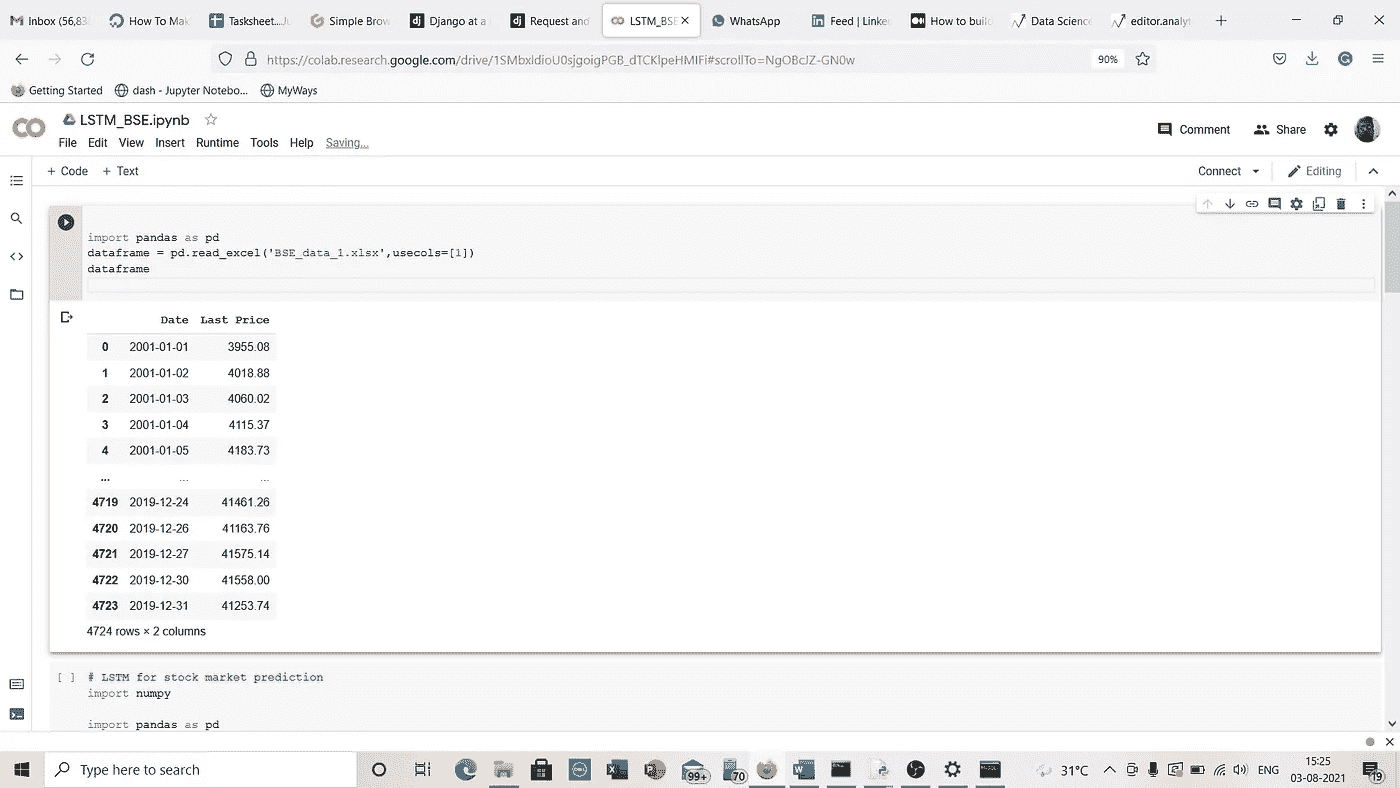 Inbox (56,83
How To Mak
Tasksheet...
Simple Brow
dj Django at a
dj Request and
LSTM_BSE
WhatsApp
Feed | Linke
How to buil
Data Scienc
editor.analyt
https://colab.research.google.com/drive/1SMbxidioU0sjgoigPGB_dTCKlpeHMIFi#scrollTo=NgOBcJZ-GN0w
90%
Getting Started
dash - Jupyter Notebo...
MyWays
LSTM_BSE.ipynb
File Edit View Insert Runtime Tools Help Saving...
Comment
Share
+ Code + Text
Connect
Editing
import pandas as pd
dataframe = pd.read_excel('BSE_data_1.xlsx',usecols=[1])
dataframe
Date Last Price
0 2001-01-01 3955.08
1 2001-01-02 4018.88
2 2001-01-03 4060.02
3 2001-01-04 4115.37
4 2001-01-05 4183.73
... ... ...
4719 2019-12-24 41461.26
4720 2019-12-26 41163.76
4721 2019-12-27 41575.14
4722 2019-12-30 41558.00
4723 2019-12-31 41253.74
4724 rows × 2 columns
[ ] # LSTM for stock market prediction
import numpy
import pandas as pd
Type here to search
99+
70
31°C
ENG
15:25
03-08-2021
19